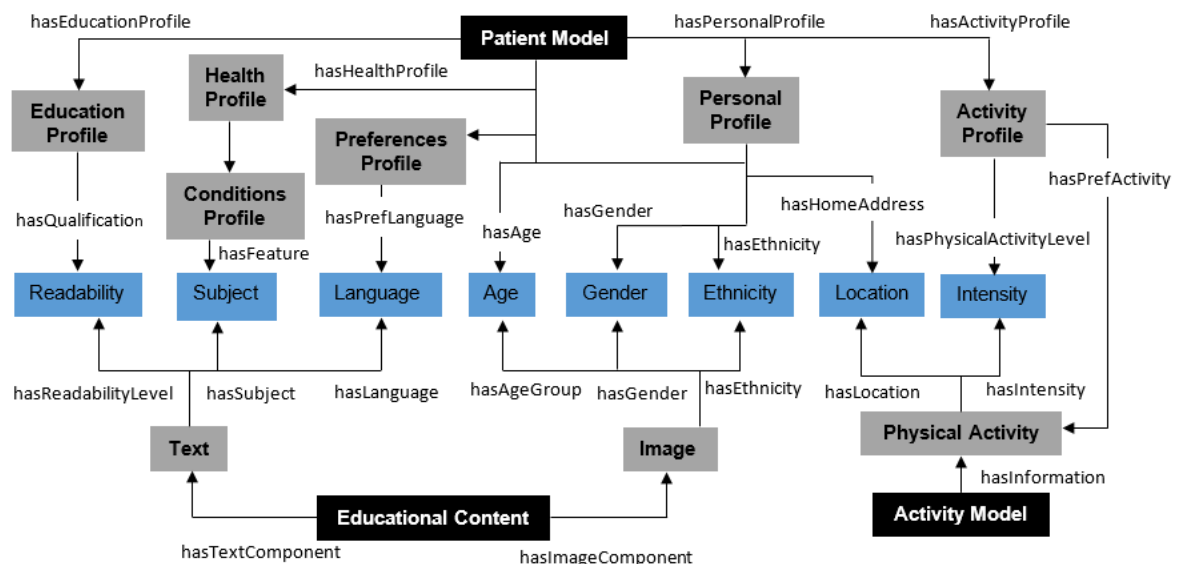 hasEducationProfile
Patient Model
hasPersonalProfile
hasActivityProfile
Health
Profile
hasHealthProfile
Education
Profile
Preferences
Profile
Personal
Profile
Activity
Profile
hasPrefActivity
Conditions
Profile
hasQualification
hasFeature
hasPrefLanguage
hasAge
hasGender
hasEthnicity
hasHomeAddress
hasPhysicalActivityLevel
Readability
Subject
Language
Age
Gender
Ethnicity
Location
Intensity
hasReadabilityLevel
hasSubject
hasLanguage
hasAgeGroup
hasGender
hasEthnicity
hasLocation
hasIntensity
Text
Image
Physical Activity
hasInformation
Educational Content
Activity Model
hasTextComponent
hasImageComponent